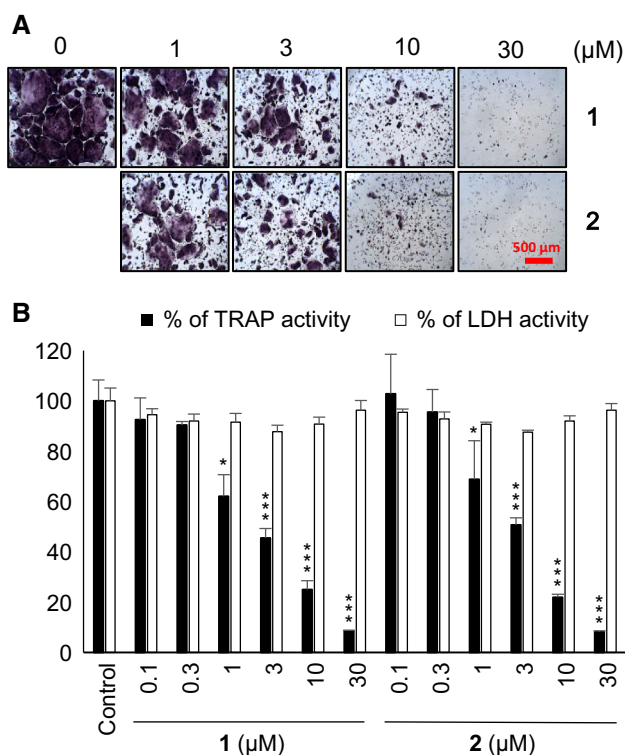 A
0 1 3 10 30 (μM)
1
2
500 μm
B
■ % of TRAP activity □ % of LDH activity
120
100
80
60
40
20
0
* *** *** *** * *** *** ***
Control 0.1 0.3 1 3 10 30 0.1 0.3 1 3 10 30
1 (μM) 2 (μM)